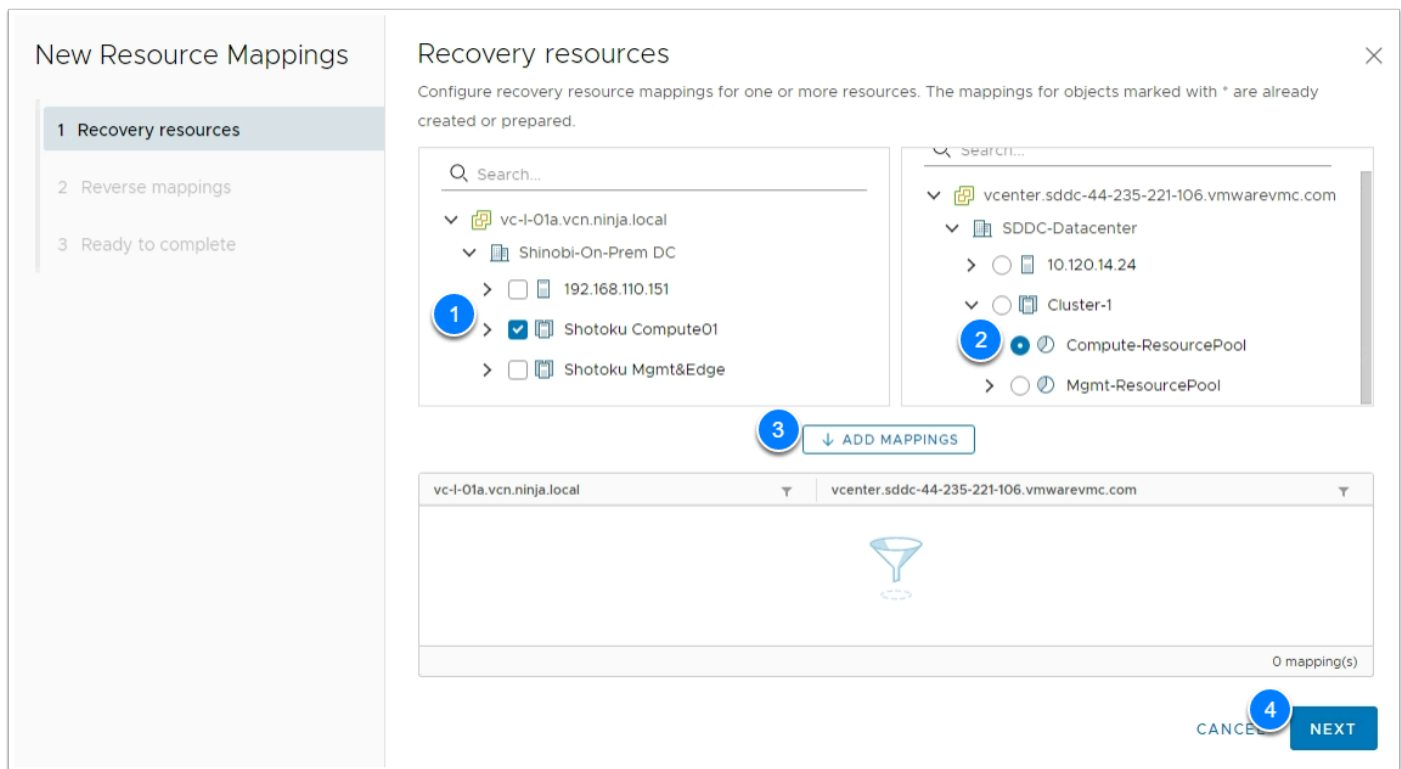 New Resource Mappings
1 Recovery resources
2 Reverse mappings
3 Ready to complete
Recovery resources
Configure recovery resource mappings for one or more resources. The mappings for objects marked with * are already
created or prepared.
Search...
vc-l-01a.vcn.ninja.local
Shinobi-On-Prem DC
192.168.110.151
1
Shotoku Compute01
Shotoku Mgmt&Edge
Search...
vcenter.sddc-44-235-221-106.vmwarevmc.com
SDDC-Datacenter
10.120.14.24
Cluster-1
2
Compute-ResourcePool
Mgmt-ResourcePool
3
ADD MAPPINGS
vc-l-01a.vcn.ninja.local
vcenter.sddc-44-235-221-106.vmwarevmc.com
0 mapping(s)
4
CANCEL
NEXT